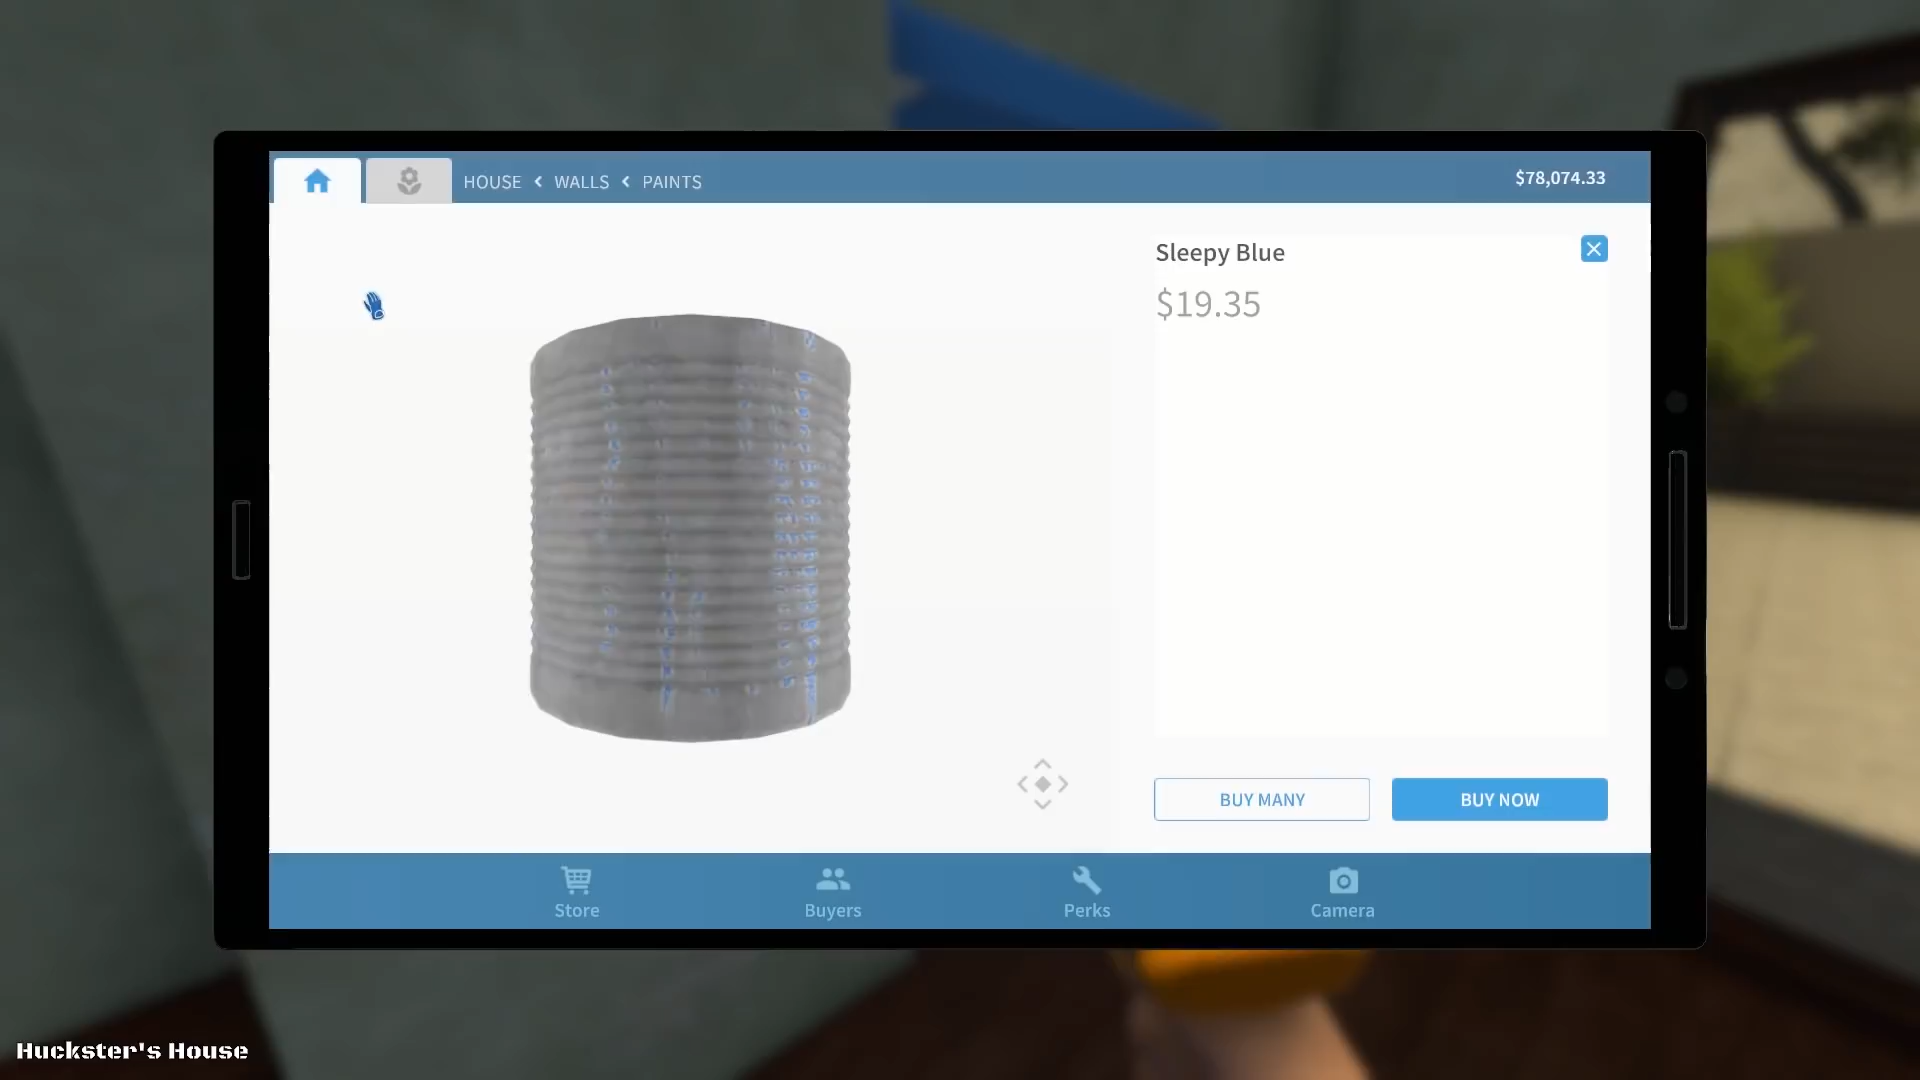 HOUSE < WALLS < PAINTS
$78,074.33
Sleepy Blue
$19.35
BUY MANY
BUY NOW
Store
Buyers
Perks
Camera
Huckster's House